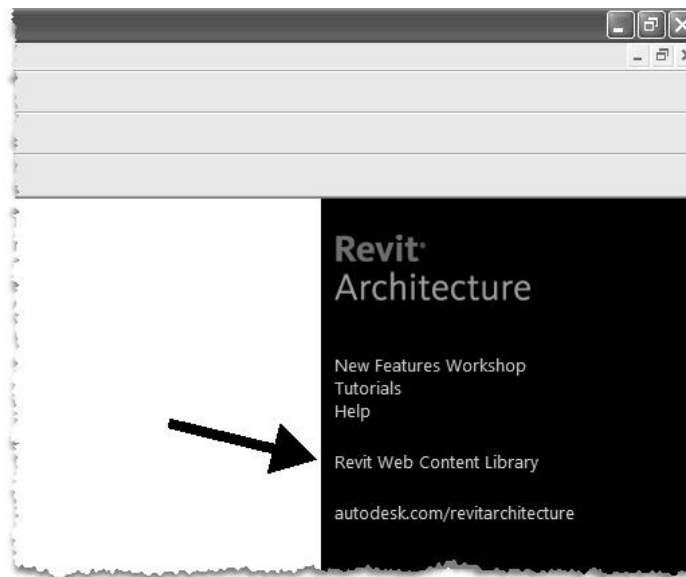 Revit
Architecture
New Features Workshop
Tutorials
Help
Revit Web Content Library
autodesk.com/revitarchitecture